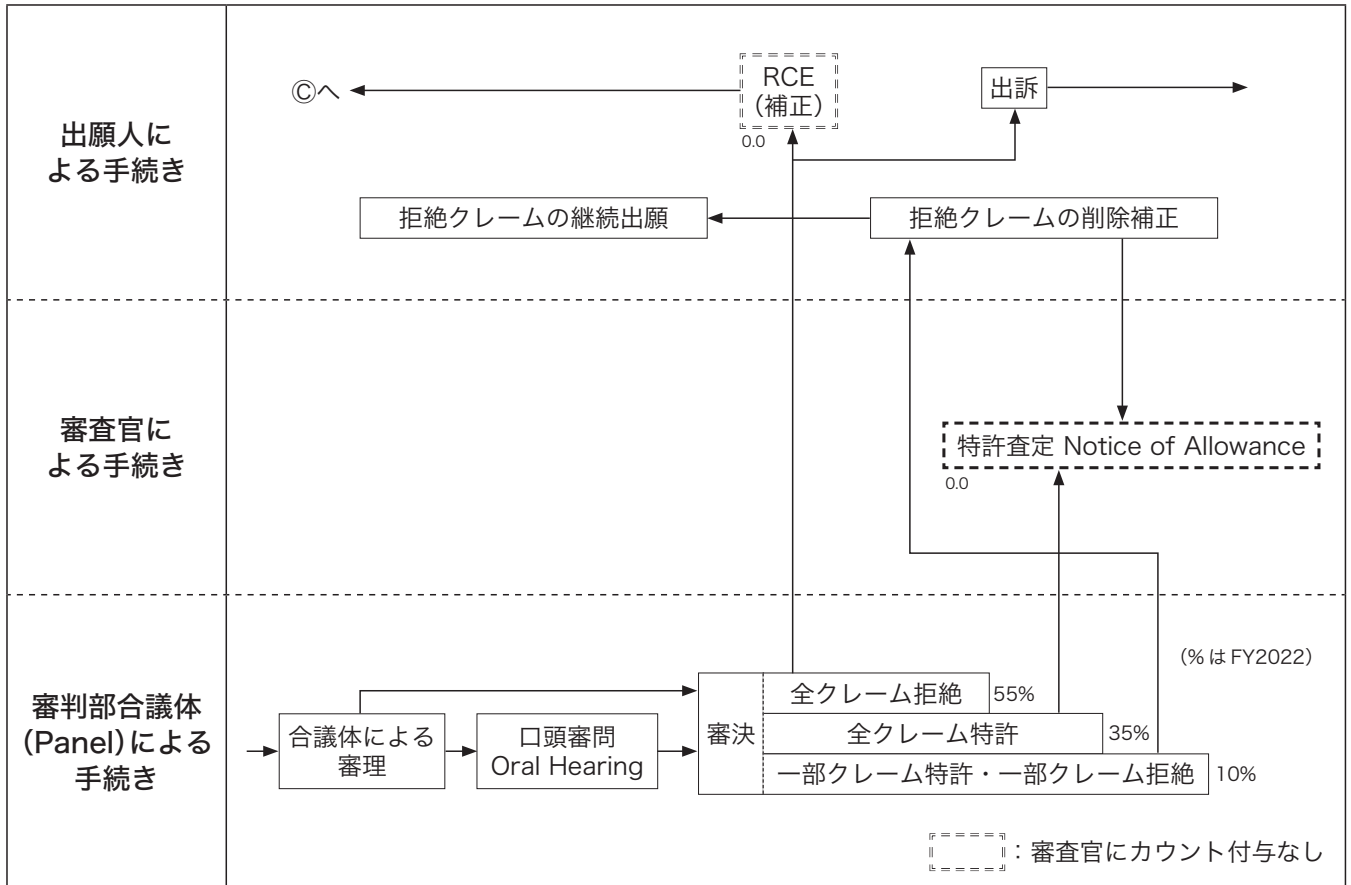 出願人に
よる手続き
Ⓒへ
RCE
(補正)
0.0
出訴
拒絶クレームの継続出願
拒絶クレームの削除補正
審査官に
よる手続き
特許査定 Notice of Allowance
0.0
審判部合議体
(Panel)による
手続き
(% は FY2022)
合議体による
審理
口頭審問
Oral Hearing
審決
全クレーム拒絶 55%
全クレーム特許 35%
一部クレーム特許・一部クレーム拒絶 10%
：審査官にカウント付与なし